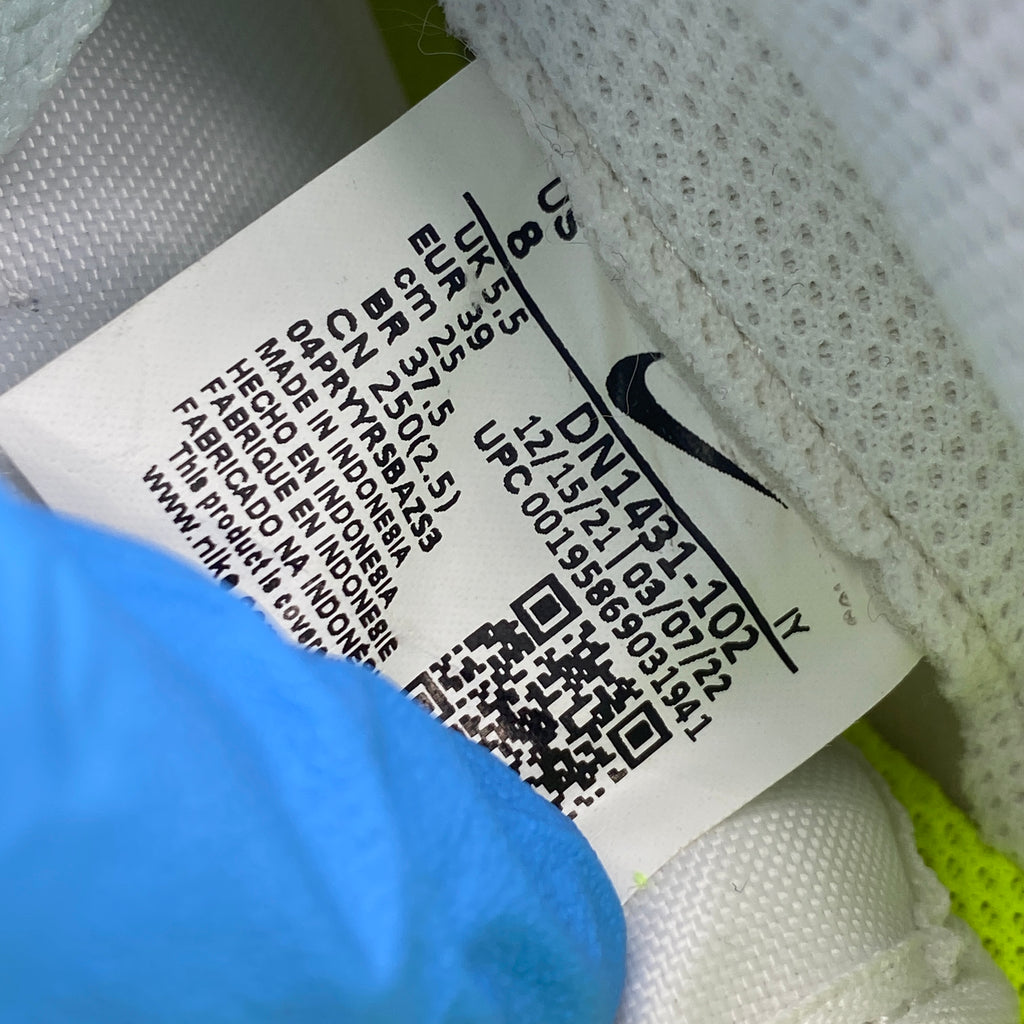 US
8
UK 5.5
EUR 39
cm 25
BR 37.5
CN 250(2.5)
04PRYYRSBAZS3
MADE IN INDONESIA
HECHO EN INDONESIA
FABRIQUE EN INDONESIE
FABRICADO NA
This product is
www.nike
IY
DN1431-102
12/15/21 | 03/07/22
UPC 00195869031941